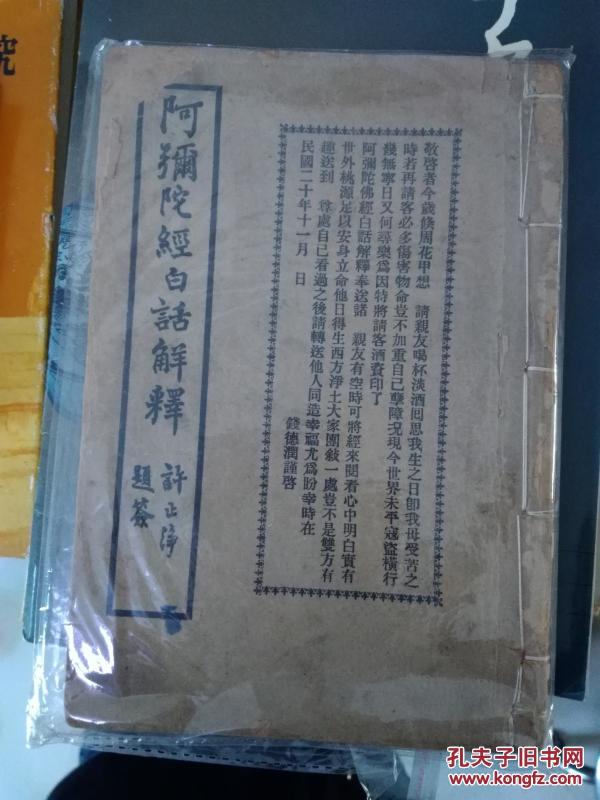 敬啓者今歲倏周花甲想　請親友喝杯淡酒囘思我生之日卽我母受苦之
時若再請客必多傷害物命豈不加重自己孽障况現今世界未平寇盜橫行
幾無寧日又何尋樂爲因特將請客酒資印了
阿彌陀佛經白話解釋奉送諸　親友有空時可將經來閱看心中明白實有
世外桃源足以安身立命他日得生西方淨土大家團敍一處豈不是雙方有
趣送到　尊處自己看過之後請轉送他人同造幸福尤爲盼幸時在
民國二十年十一月　日
錢德潤謹啓
阿彌陀經白話解釋
許止淨
題簽
究
孔夫子旧书网
www.kongfz.com